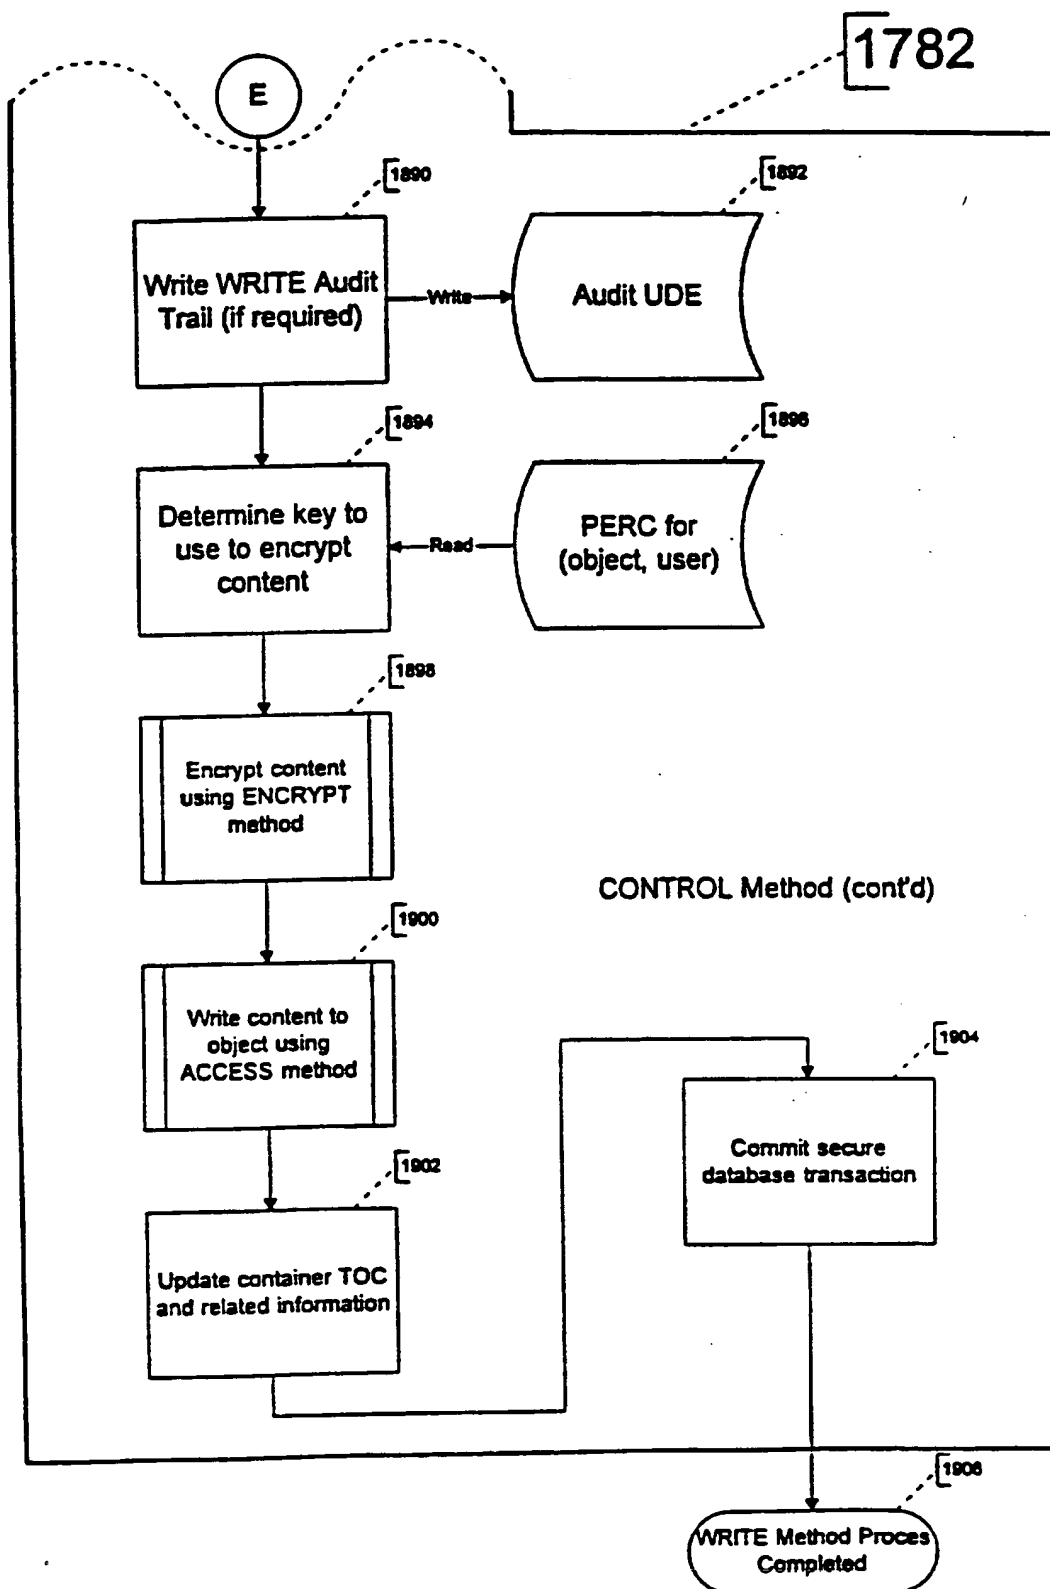 1782
E
1890
Write WRITE Audit
Trail (if required)
Write
1892
Audit UDE
1894
Determine key to
use to encrypt
content
Read
1896
PERC for
(object, user)
1898
Encrypt content
using ENCRYPT
method
CONTROL Method (cont'd)
1900
Write content to
object using
ACCESS method
1904
Commit secure
database transaction
1902
Update container TOC
and related information
1906
WRITE Method Proces
Completed